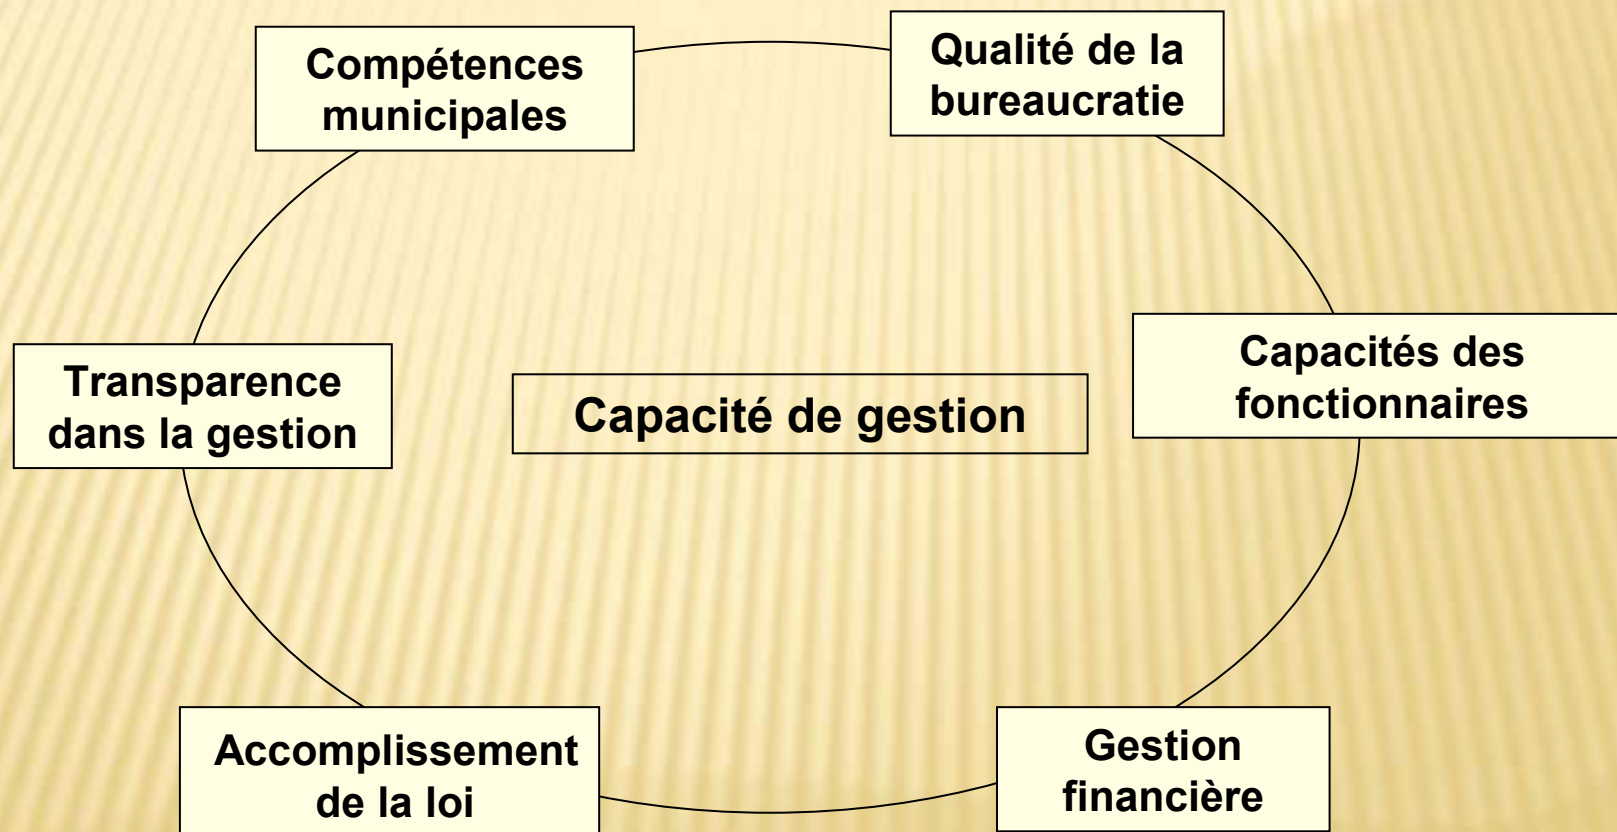 Compétences
municipales
Qualité de la
bureaucratie
Transparence
dans la gestion
Capacité de gestion
Capacités des
fonctionnaires
Accomplissement
de la loi
Gestion
financière